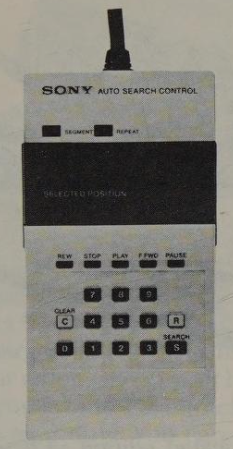 SONY AUTO SEARCH CONTROL
SEGMENT REPEAT
SELECTED POSITION
REW STOP PLAY F.FWD PAUSE
7 8 9
CLEAR
C 4 5 6 R
SEARCH
0 1 2 3 S